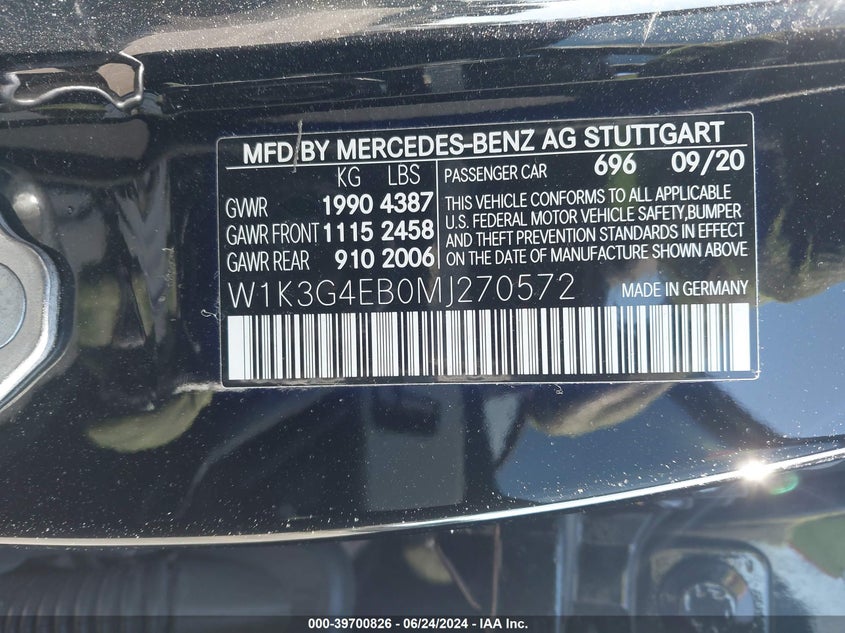 MFD BY MERCEDES-BENZ AG STUTTGART
KG LBS
GVWR 1990 4387
GAWR FRONT 1115 2458
GAWR REAR 910 2006
PASSENGER CAR 696 09/20
THIS VEHICLE CONFORMS TO ALL APPLICABLE
U.S. FEDERAL MOTOR VEHICLE SAFETY,BUMPER
AND THEFT PREVENTION STANDARDS IN EFFECT
ON THE DATE OF MANUFACTURE SHOWN ABOVE
W1K3G4EB0MJ270572 MADE IN GERMANY
000-39700826 / 06/24/2024 - IAA Inc.